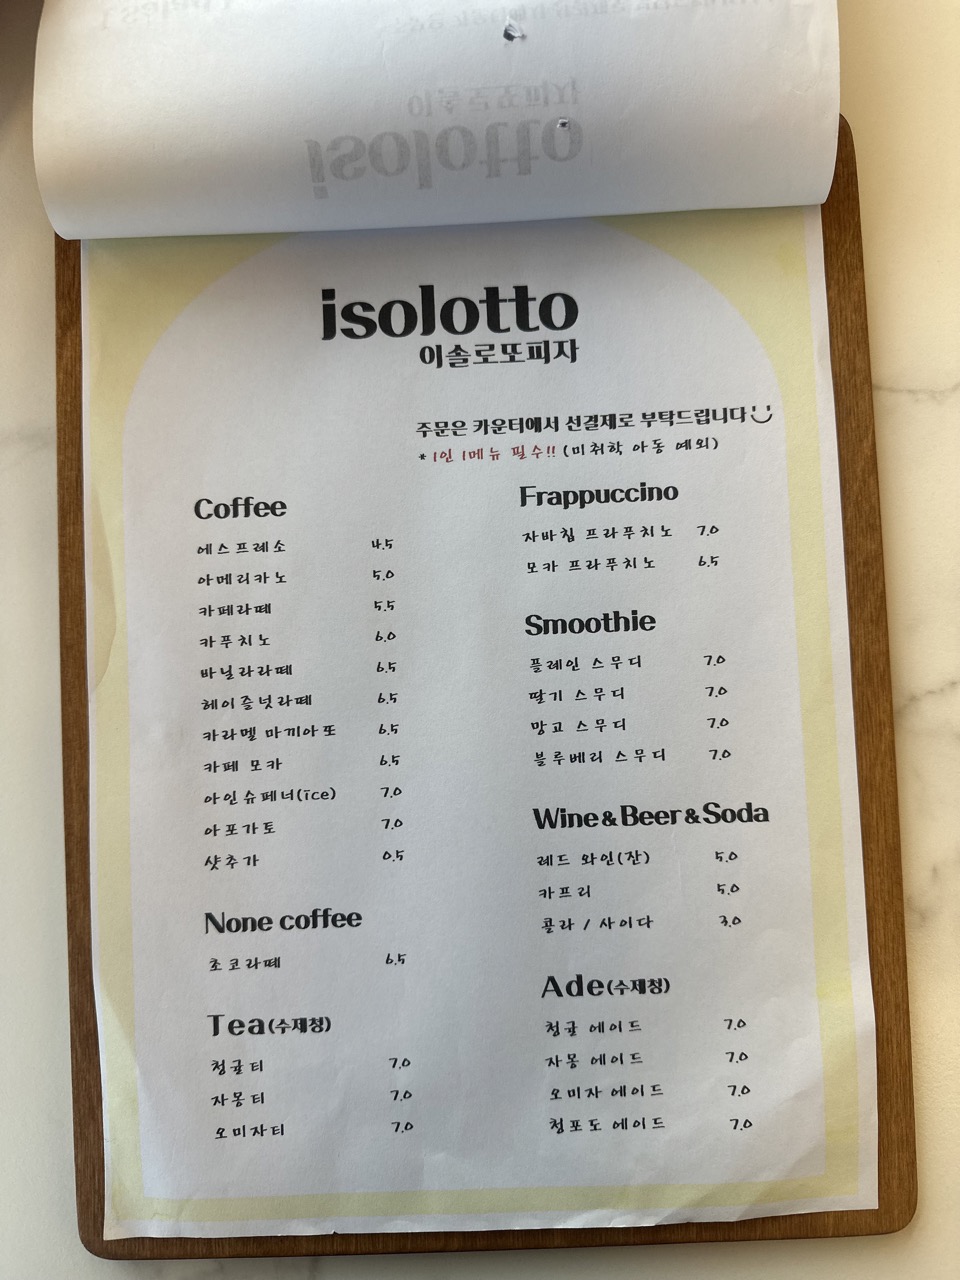 isolotto
이솔로또피자
주문은 카운터에서 선결제로 부탁드립니다
* 1인 1메뉴 필수!! (미취학 아동 예외)
Coffee
에스프레소 4.5
아메리카노 5.0
카페라떼 5.5
카푸치노 6.0
바닐라라떼 6.5
헤이즐넛라떼 6.5
카라멜 마끼아또 6.5
카페 모카 6.5
아인슈페너(ice) 7.0
아포가토 7.0
샷추가 0.5
None coffee
초코라떼 6.5
Tea(수제청)
청귤티 7.0
자몽티 7.0
오미자티 7.0
Frappuccino
자바칩 프라푸치노 7.0
모카 프라푸치노 6.5
Smoothie
플레인 스무디 7.0
딸기 스무디 7.0
망고 스무디 7.0
블루베리 스무디 7.0
Wine&Beer&Soda
레드 와인(잔) 5.0
카프리 5.0
콜라 / 사이다 3.0
Ade(수제청)
청귤 에이드 7.0
자몽 에이드 7.0
오미자 에이드 7.0
청포도 에이드 7.0